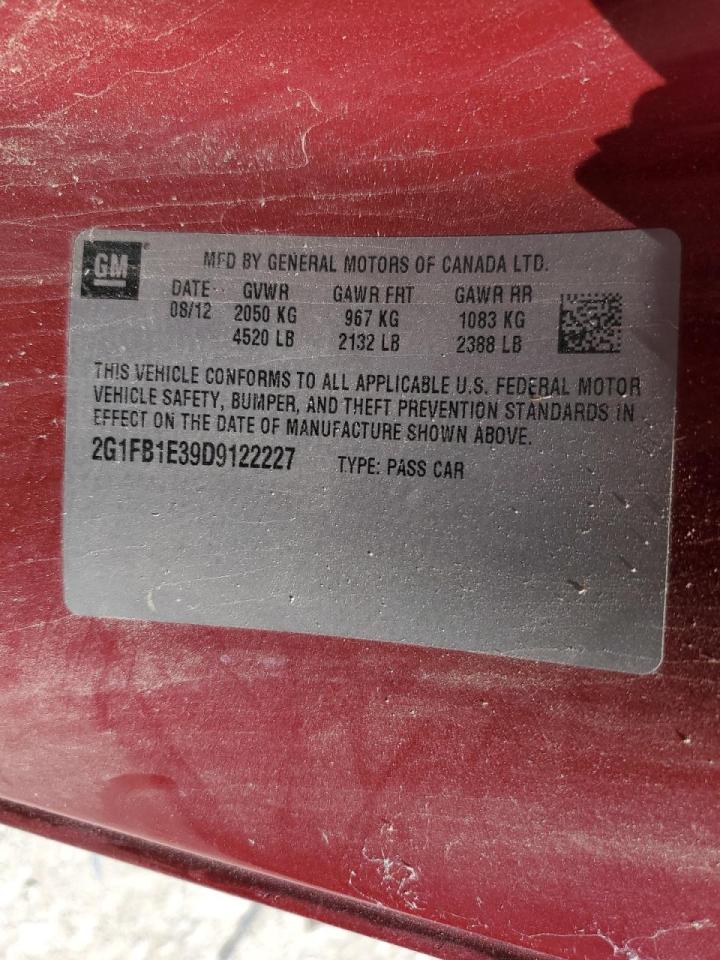 GM
MFD BY GENERAL MOTORS OF CANADA LTD.
DATE GVWR GAWR FRT GAWR RR
08/12 2050 KG 967 KG 1083 KG
4520 LB 2132 LB 2388 LB
THIS VEHICLE CONFORMS TO ALL APPLICABLE U.S. FEDERAL MOTOR
VEHICLE SAFETY, BUMPER, AND THEFT PREVENTION STANDARDS IN
EFFECT ON THE DATE OF MANUFACTURE SHOWN ABOVE.
2G1FB1E39D9122227 TYPE: PASS CAR